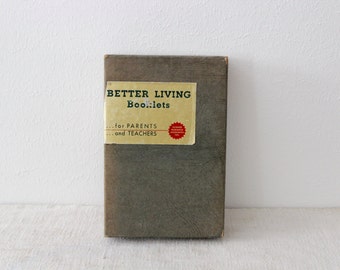 BETTER LIVING
Booklets
...for PARENTS
...and TEACHERS